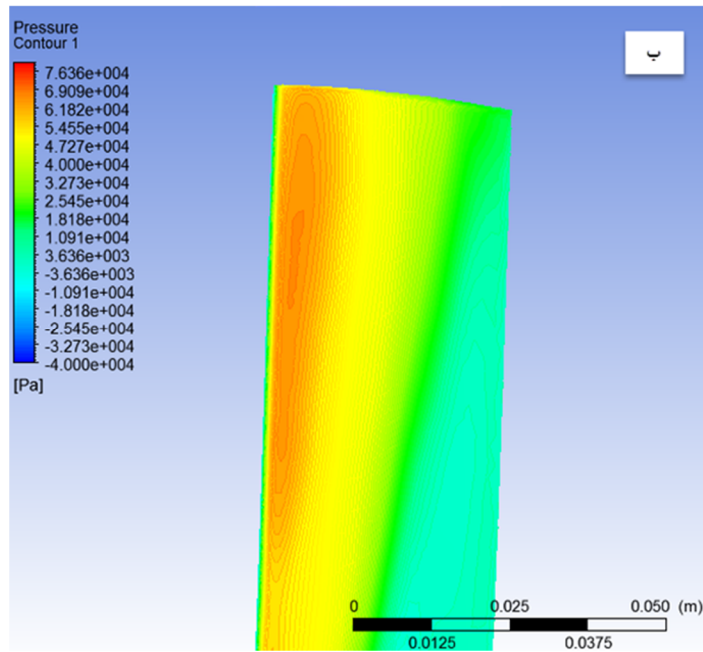 Pressure
Contour 1
ب
7.636e+004
6.909e+004
6.182e+004
5.455e+004
4.727e+004
4.000e+004
3.273e+004
2.545e+004
1.818e+004
1.091e+004
3.636e+003
-3.636e+003
-1.091e+004
-1.818e+004
-2.545e+004
-3.273e+004
-4.000e+004
[Pa]
0 0.025 0.050 (m)
0.0125 0.0375